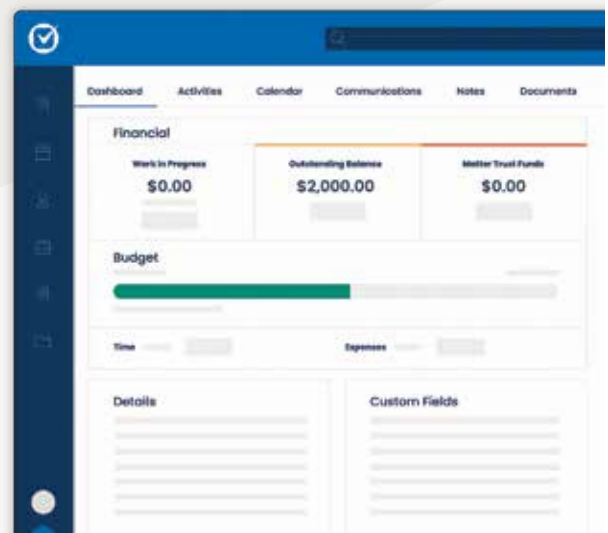 Dashboard Activities Calendar Communications Notes Documents
Financial
Work in Progress Outstanding Balance Matter Trust Funds
$0.00 $2,000.00 $0.00
Budget
Time Expenses
Details Custom Fields